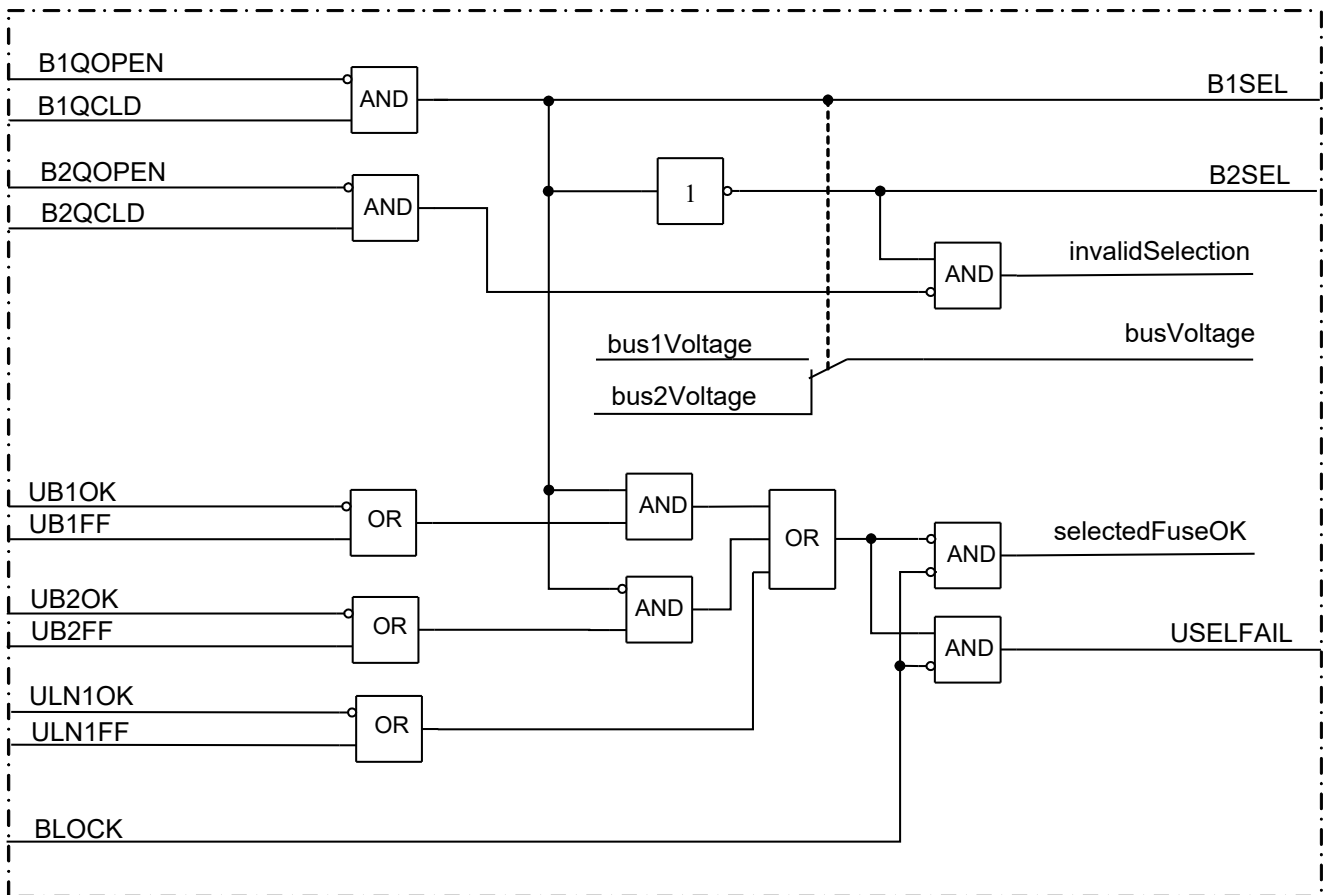 B1QOPEN
B1QCLD
AND
B1SEL
B2QOPEN
B2QCLD
AND
1
B2SEL
AND
invalidSelection
bus1Voltage
bus2Voltage
busVoltage
UB1OK
UB1FF
OR
AND
OR
AND
selectedFuseOK
UB2OK
UB2FF
OR
AND
AND
USELFAIL
ULN1OK
ULN1FF
OR
BLOCK